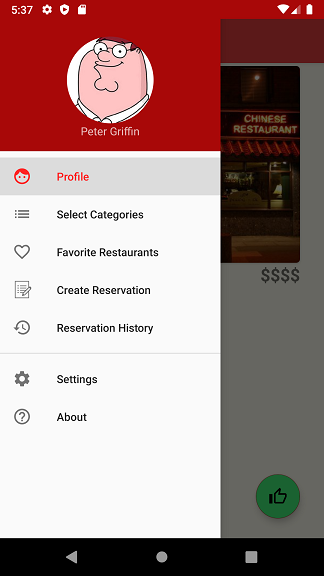 5:37
Peter Griffin
Profile
Select Categories
Favorite Restaurants
Create Reservation
Reservation History
Settings
About
CHINESE
RESTAURANT
$$$$